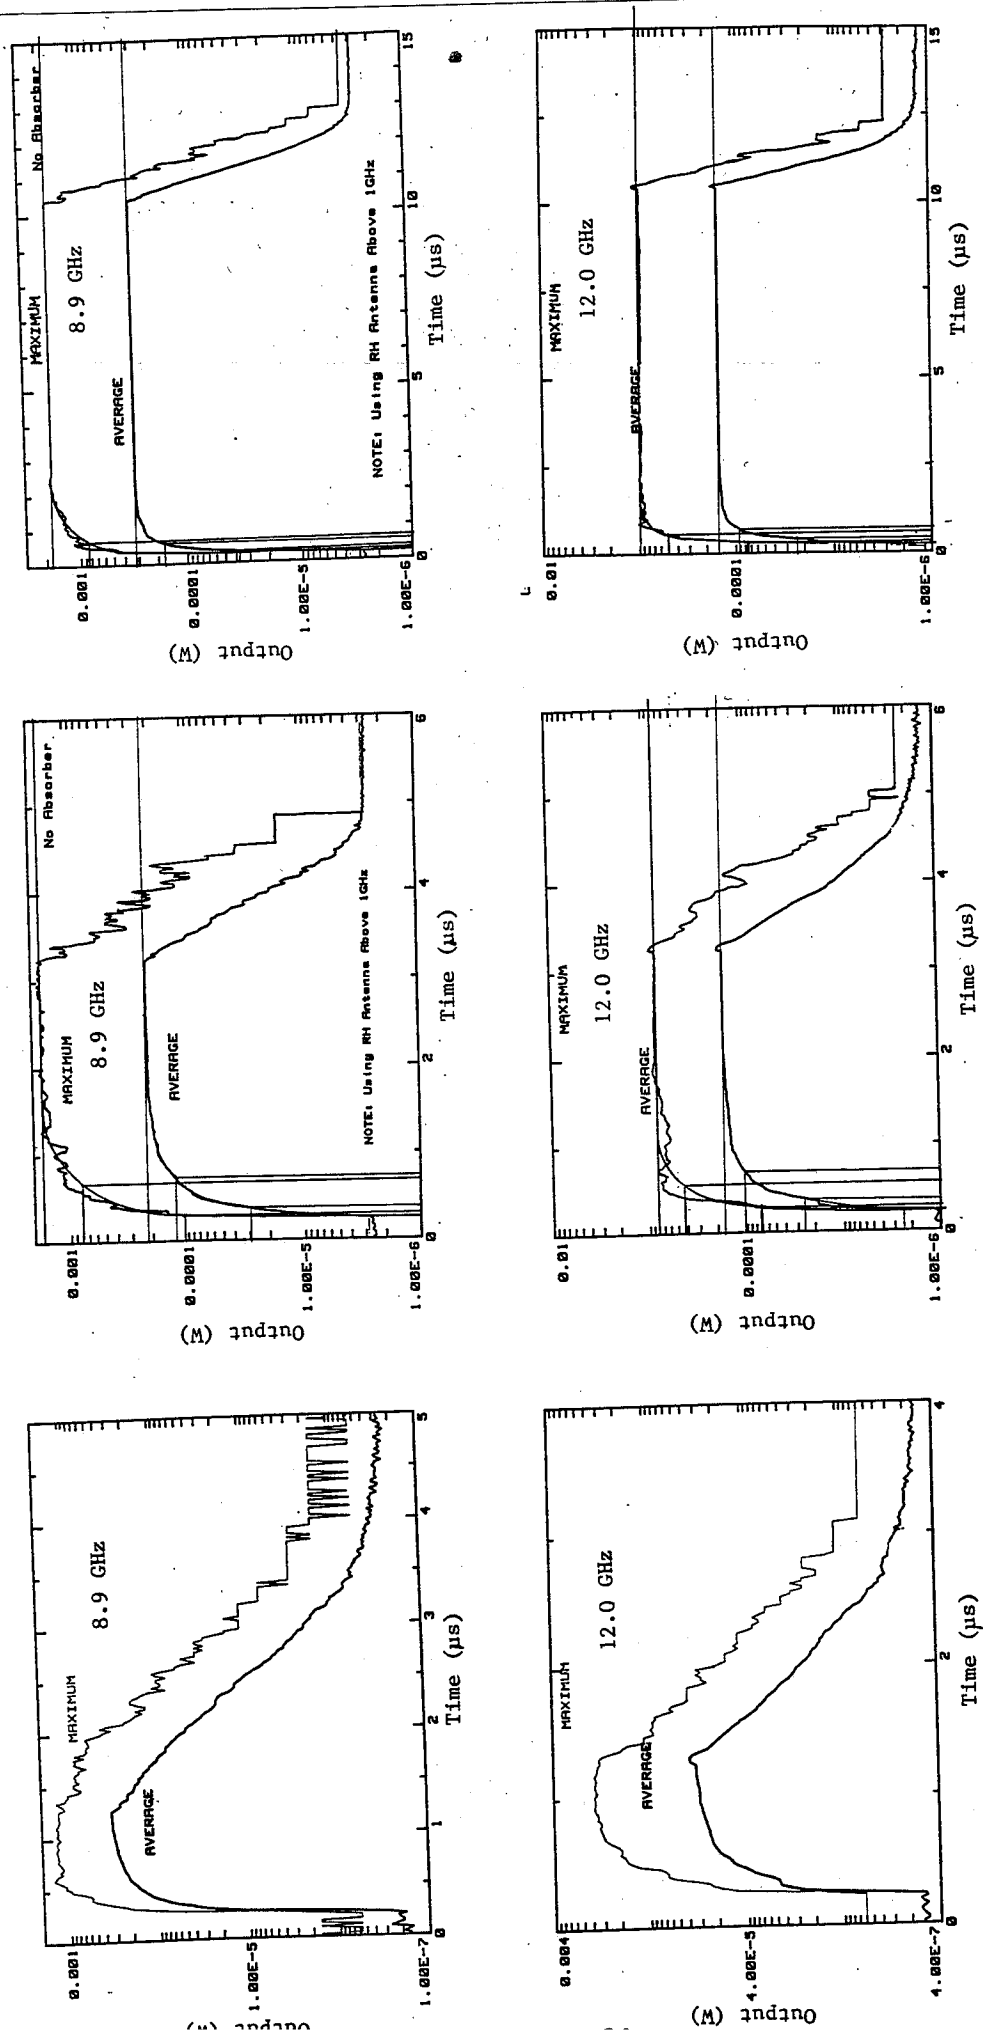 8.9 GHz
MAXIMUM
AVERAGE
0.001
1.00E-5
1.00E-7
0
1
2
3
4
5
Time (µs)
8.9 GHz
No Absorber
MAXIMUM
AVERAGE
NOTE: Using RH Antenna Above 1GHz
Output (W)
0.001
0.0001
1.00E-5
1.00E-6
0
2
4
6
Time (µs)
No Absorber
MAXIMUM
8.9 GHz
AVERAGE
NOTE: Using RH Antenna Above 1GHz
Output (W)
0.001
0.0001
1.00E-5
1.00E-6
0
5
10
15
Time (µs)
MAXIMUM
12.0 GHz
AVERAGE
Output (W)
0.004
4.00E-5
4.00E-7
0
2
4
Time (µs)
MAXIMUM
12.0 GHz
AVERAGE
Output (W)
0.01
0.0001
1.00E-6
0
2
4
6
Time (µs)
MAXIMUM
12.0 GHz
AVERAGE
Output (W)
0.01
0.0001
1.00E-6
0
5
10
15
Time (µs)